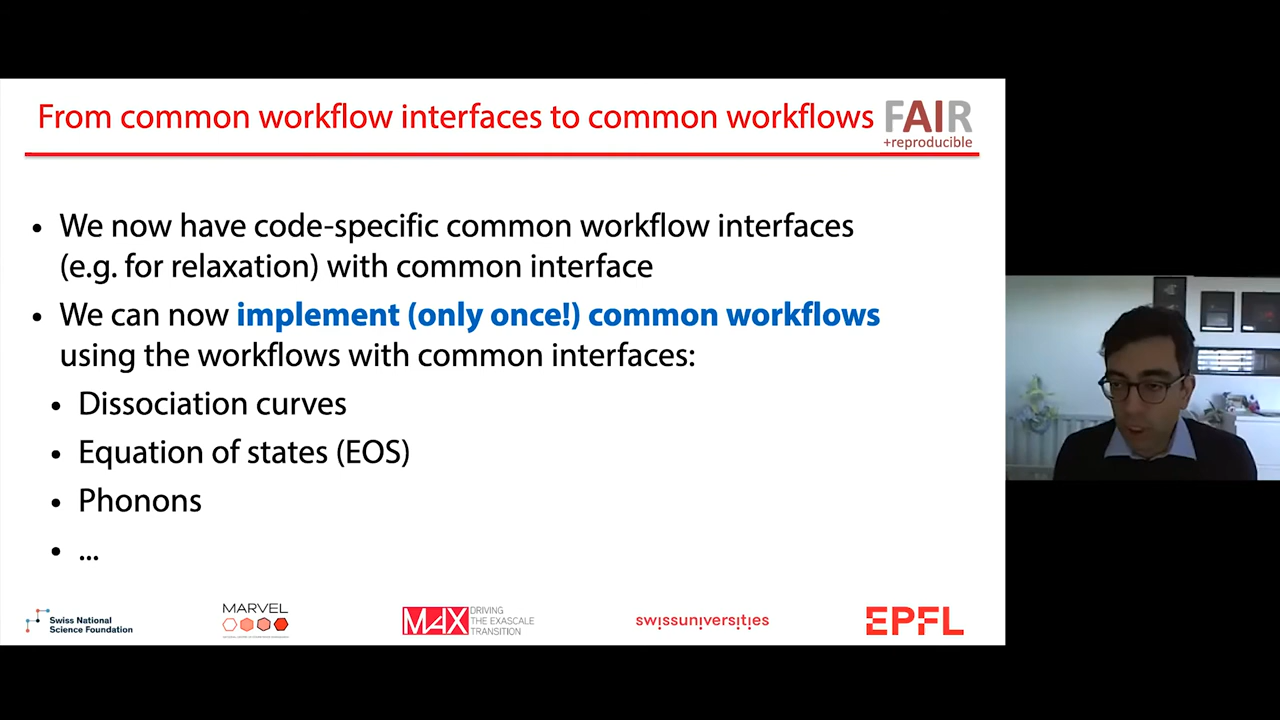 From common workflow interfaces to common workflows
FAIR
+reproducible
• We now have code-specific common workflow interfaces
(e.g. for relaxation) with common interface
• We can now implement (only once!) common workflows
using the workflows with common interfaces:
• Dissociation curves
• Equation of states (EOS)
• Phonons
• ...
Swiss National
Science Foundation
MARVEL
MAX
DRIVING
THE EXASCALE
TRANSITION
swissuniversities
EPFL